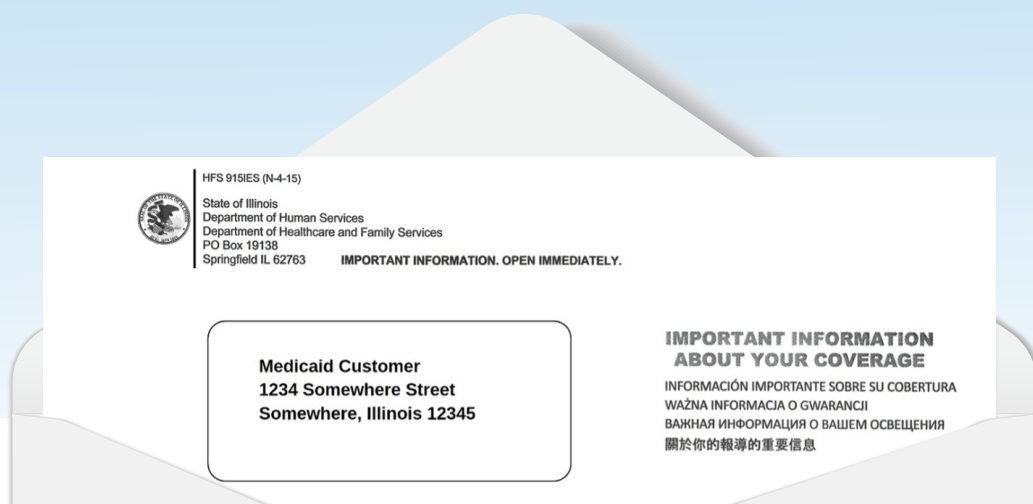 HFS 915IES (N-4-15)
State of Illinois
Department of Human Services
Department of Healthcare and Family Services
PO Box 19138
Springfield IL 62763
IMPORTANT INFORMATION. OPEN IMMEDIATELY.
Medicaid Customer
1234 Somewhere Street
Somewhere, Illinois 12345
IMPORTANT INFORMATION
ABOUT YOUR COVERAGE
INFORMACIÓN IMPORTANTE SOBRE SU COBERTURA
WAŻNA INFORMACJA O GWARANCJI
ВАЖНАЯ ИНФОРМАЦИЯ О ВАШЕМ ОСВЕЩЕНИЯ
關於你的報導的重要信息